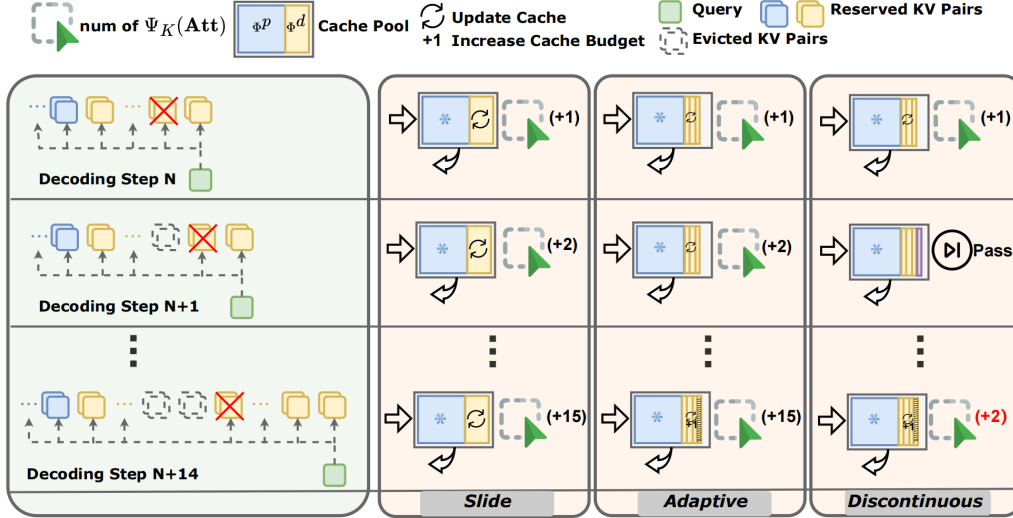 num of Ψ_K(Att)
Φ^p Φ^d
Cache Pool
Update Cache
+1 Increase Cache Budget
Query
Reserved KV Pairs
Evicted KV Pairs
Decoding Step N
(+1)
(+1)
(+1)
Decoding Step N+1
(+2)
(+2)
Pass
Decoding Step N+14
(+15)
(+15)
(+2)
Slide
Adaptive
Discontinuous